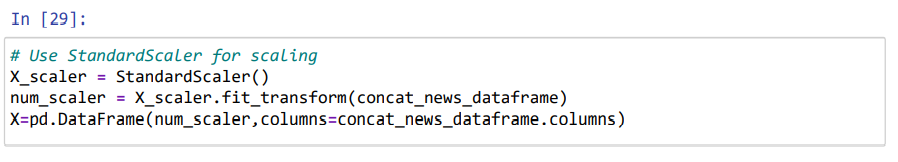 In [29]:
# Use StandardScaler for scaling
X_scaler = StandardScaler()
num_scaler = X_scaler.fit_transform(concat_news_dataframe)
X=pd.DataFrame(num_scaler,columns=concat_news_dataframe.columns)